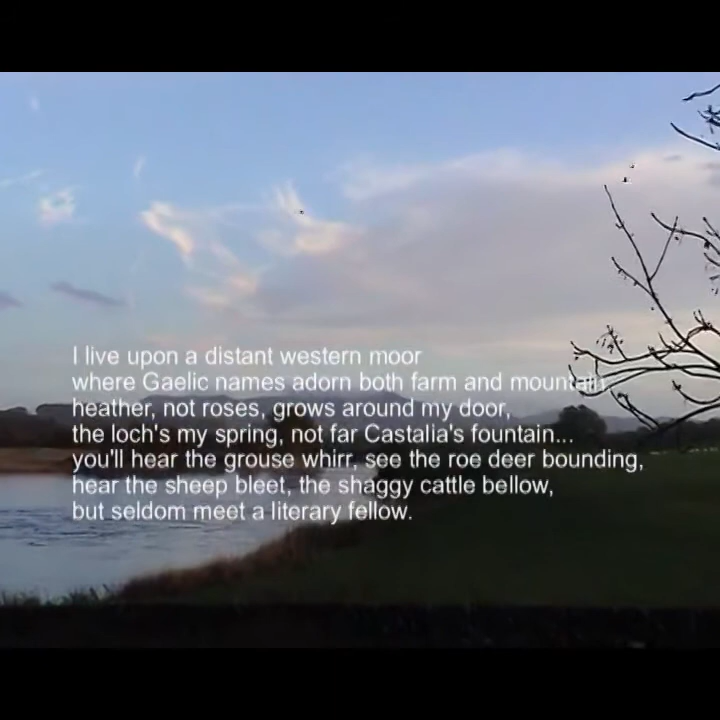 I live upon a distant western moor
where Gaelic names adorn both farm and mountain,
heather, not roses, grows around my door,
the loch's my spring, not far Castalia's fountain...
you'll hear the grouse whirr, see the roe deer bounding,
hear the sheep bleet, the shaggy cattle bellow,
but seldom meet a literary fellow.